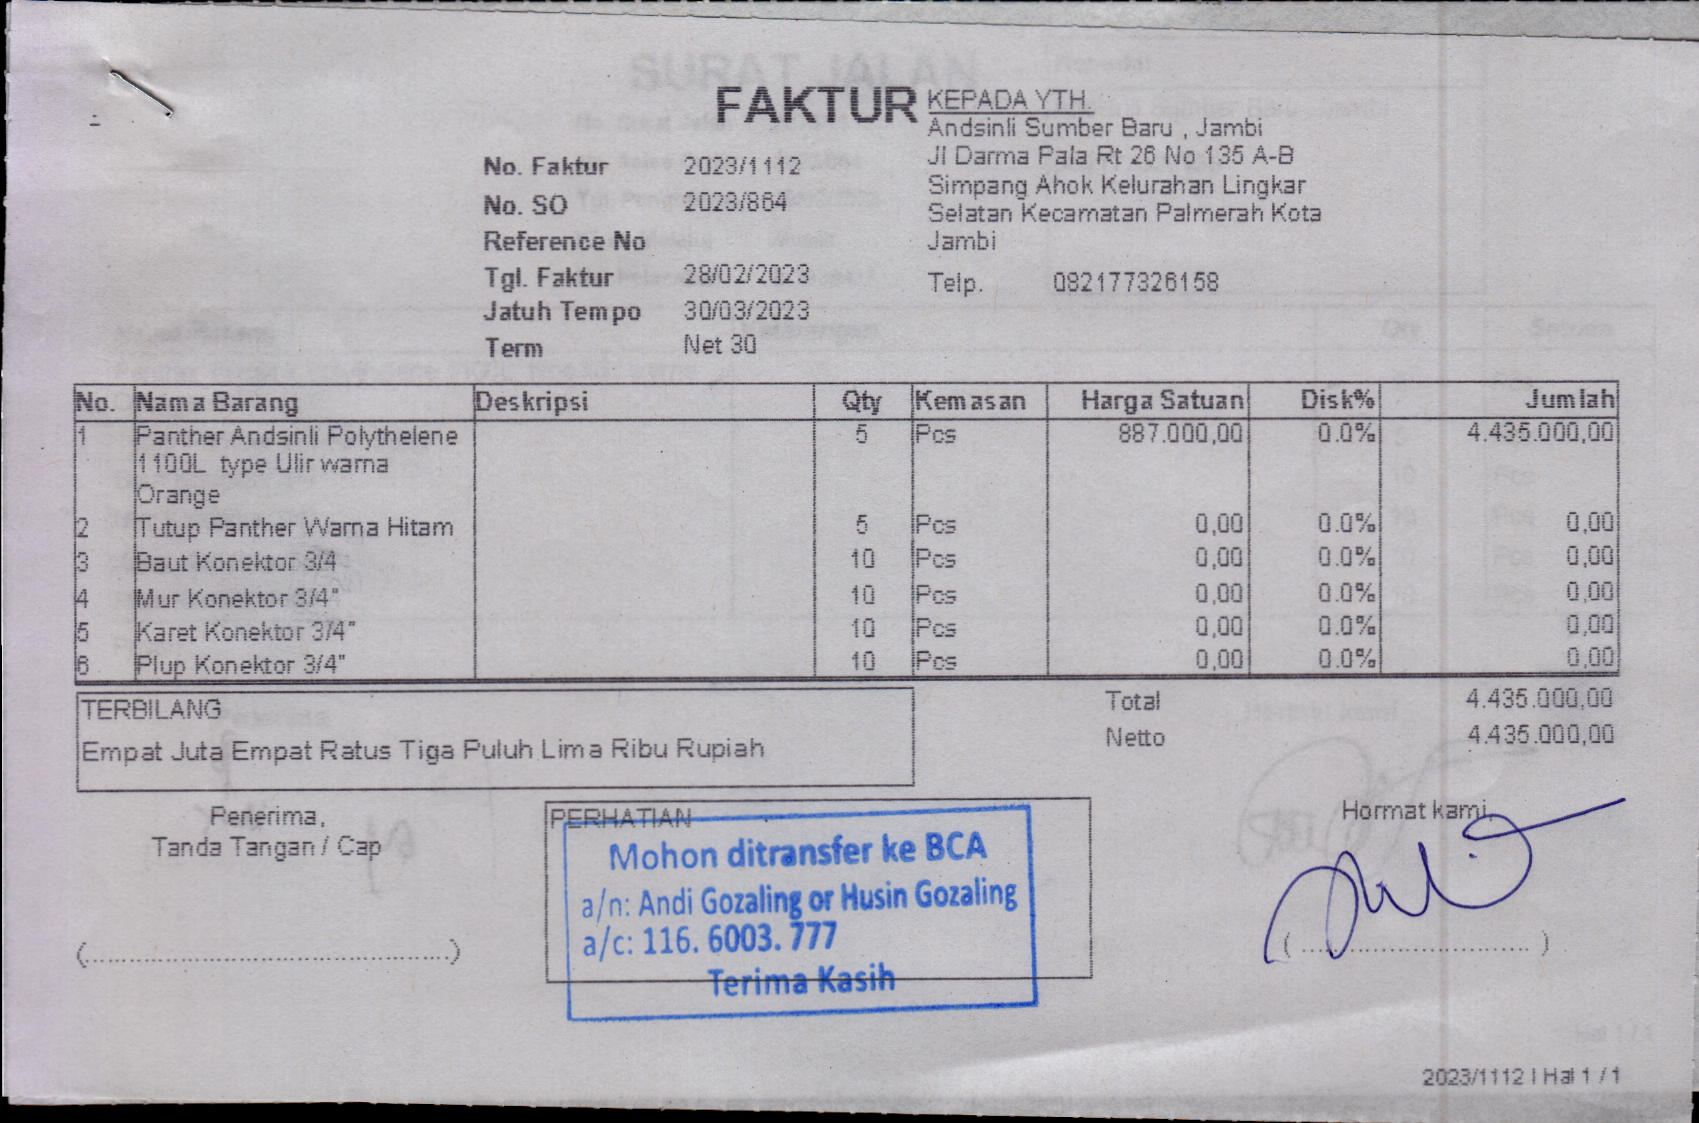 FAKTUR
KEPADA YTH.
Andsinli Sumber Baru , Jambi
Jl Darma Pala Rt 26 No 135 A-B
Simpang Ahok Kelurahan Lingkar
Selatan Kecamatan Palmerah Kota
Jambi
Telp. 082177326158
No. Faktur 2023/1112
No. SO 2023/864
Reference No
Tgl. Faktur 28/02/2023
Jatuh Tempo 30/03/2023
Term Net 30
No. Nama Barang Deskripsi Qty Kemasan Harga Satuan Disk% Jumlah
1 Panther Andsinli Polythelene 5 Pcs 887.000,00 0.0% 4.435.000,00
1100L type Ulir warna
Orange
2 Tutup Panther Warna Hitam 5 Pcs 0,00 0.0% 0,00
3 Baut Konektor 3/4 10 Pcs 0,00 0.0% 0,00
4 Mur Konektor 3/4" 10 Pcs 0,00 0.0% 0,00
5 Karet Konektor 3/4" 10 Pcs 0,00 0.0% 0,00
6 Plup Konektor 3/4" 10 Pcs 0,00 0.0% 0,00
TERBILANG
Empat Juta Empat Ratus Tiga Puluh Lima Ribu Rupiah
Total 4.435.000,00
Netto 4.435.000,00
Penerima,
Tanda Tangan / Cap
(..................................................)
PERHATIAN
Mohon ditransfer ke BCA
a/n: Andi Gozaling or Husin Gozaling
a/c: 116. 6003. 777
Terima Kasih
Hormat kami,
( ................................ )
2023/1112 | Hal 1 / 1